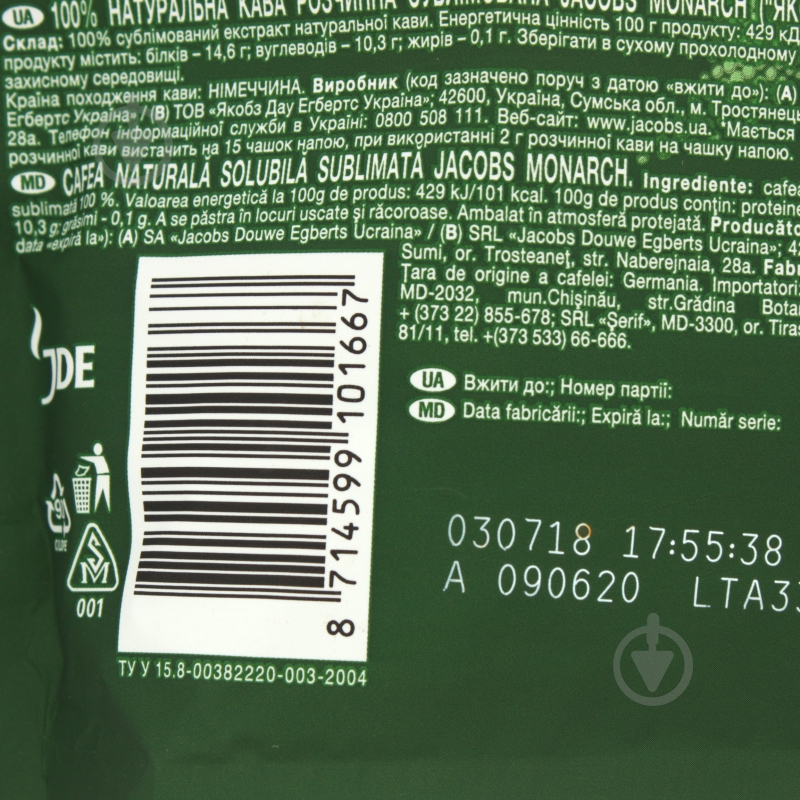 UA 100% НАТУРАЛЬНА КАВА РОЗЧИННА СУБЛІМОВАНА JACOBS MONARCH
Склад: 100% сублімований екстракт натуральної кави. Енергетична цінність 100 г продукту: 429 кД
продукту містить: білків – 14,6 г; вуглеводів – 10,3 г; жирів – 0,1 г. Зберігати в сухому прохолодному
захисному середовищі.
Країна походження кави: НІМЕЧЧИНА. Виробник (код зазначено поруч з датою «вжити до»): (A)
Егбертс Україна» / (B) ТОВ «Якобз Дау Егбертс Україна»; 42600, Україна, Сумська обл., м. Тростянець
28а. Телефон інформаційної служби в Україні: 0800 508 111. Веб-сайт: www.jacobs.ua. *Мається
розчинної кави вистачить на 15 чашок напою, при використанні 2 г розчинної кави на чашку напою.
MD CAFEA NATURALĂ SOLUBILĂ SUBLIMATĂ JACOBS MONARCH. Ingrediente: cafea
sublimată 100 %. Valoarea energetică la 100g de produs: 429 kJ/101 kcal. 100g de produs conțin: proteine
10,3 g; grăsimi - 0,1 g. A se păstra în locuri uscate și răcoroase. Ambalat în atmosferă protejată. Producăto
data «expiră la»): (A) SA «Jacobs Douwe Egberts Ucraina» / (B) SRL «Jacobs Douwe Egberts Ucraina»; 42
Sumi, or. Trosteaneț, str. Naberejnaia, 28a. Fabri
Țara de origine a cafelei: Germania. Importatori:
MD-2032, mun.Chișinău, str.Grădina Botan
+ (373 22) 855-678; SRL «Șerif», MD-3300, or. Tiras
81/11, tel. +(373 533) 66-666.
JDE
8 714599 101667
UA Вжити до:; Номер партії:
MD Data fabricării:; Expiră la:; Număr serie:
030718 17:55:38
A 090620 LTA33
001
ТУ У 15.8-00382220-003-2004